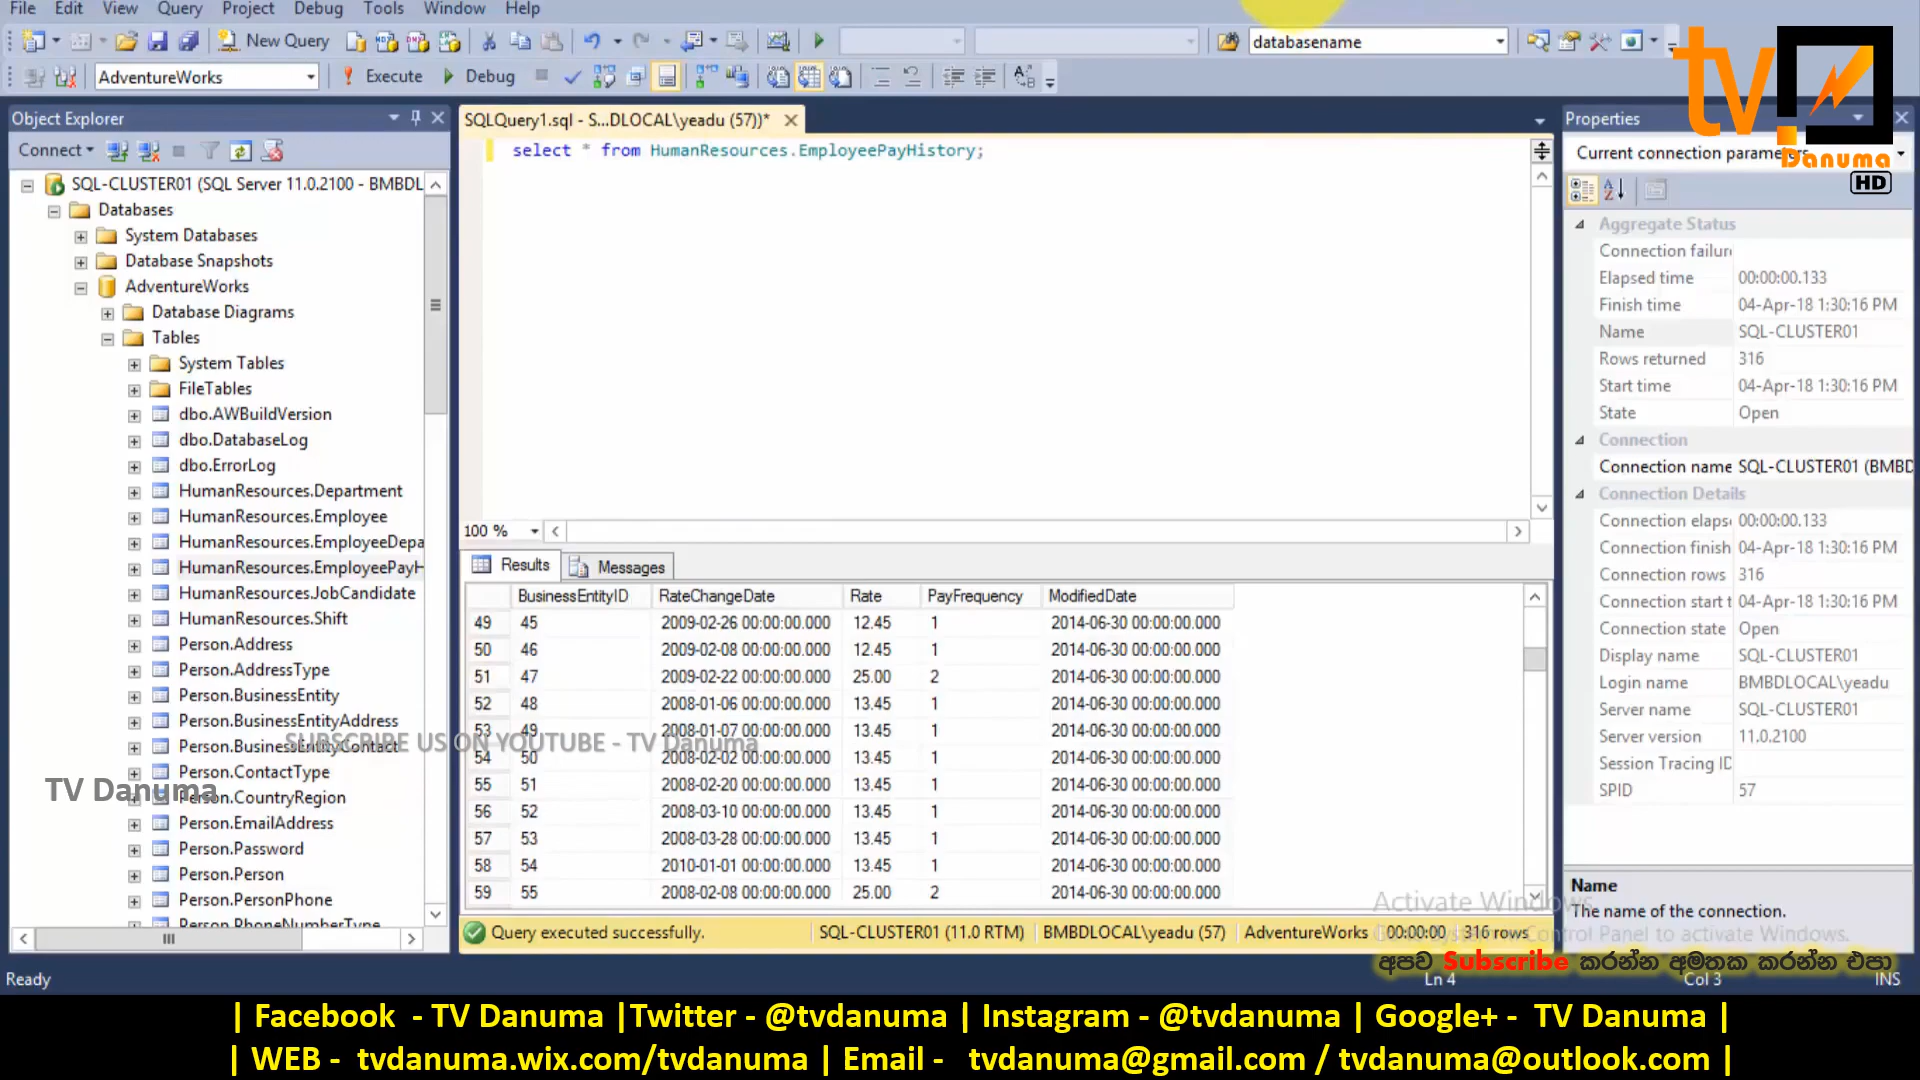 File Edit View Query Project Debug Tools Window Help
New Query databasename
AdventureWorks Execute Debug
Object Explorer
Connect
SQL-CLUSTER01 (SQL Server 11.0.2100 - BMBDL
Databases
System Databases
Database Snapshots
AdventureWorks
Database Diagrams
Tables
System Tables
FileTables
dbo.AWBuildVersion
dbo.DatabaseLog
dbo.ErrorLog
HumanResources.Department
HumanResources.Employee
HumanResources.EmployeeDepa
HumanResources.EmployeePayH
HumanResources.JobCandidate
HumanResources.Shift
Person.Address
Person.AddressType
Person.BusinessEntity
Person.BusinessEntityAddress
Person.BusinessEntityContact
Person.ContactType
Person.CountryRegion
Person.EmailAddress
Person.Password
Person.Person
Person.PersonPhone
Person.PhoneNumberType
SQLQuery1.sql - S...DLOCAL\yeadu (57))*
select * from HumanResources.EmployeePayHistory;
100 %
Results Messages
BusinessEntityID RateChangeDate Rate PayFrequency ModifiedDate
49 45 2009-02-26 00:00:00.000 12.45 1 2014-06-30 00:00:00.000
50 46 2009-02-08 00:00:00.000 12.45 1 2014-06-30 00:00:00.000
51 47 2009-02-22 00:00:00.000 25.00 2 2014-06-30 00:00:00.000
52 48 2008-01-06 00:00:00.000 13.45 1 2014-06-30 00:00:00.000
53 49 2008-01-07 00:00:00.000 13.45 1 2014-06-30 00:00:00.000
54 50 2008-02-02 00:00:00.000 13.45 1 2014-06-30 00:00:00.000
55 51 2008-02-20 00:00:00.000 13.45 1 2014-06-30 00:00:00.000
56 52 2008-03-10 00:00:00.000 13.45 1 2014-06-30 00:00:00.000
57 53 2008-03-28 00:00:00.000 13.45 1 2014-06-30 00:00:00.000
58 54 2010-01-01 00:00:00.000 13.45 1 2014-06-30 00:00:00.000
59 55 2008-02-08 00:00:00.000 25.00 2 2014-06-30 00:00:00.000
Query executed successfully. SQL-CLUSTER01 (11.0 RTM) BMBDLOCAL\yeadu (57) AdventureWorks 00:00:00 316 rows
Properties
Current connection parameters
Aggregate Status
Connection failure
Elapsed time 00:00:00.133
Finish time 04-Apr-18 1:30:16 PM
Name SQL-CLUSTER01
Rows returned 316
Start time 04-Apr-18 1:30:16 PM
State Open
Connection
Connection name SQL-CLUSTER01 (BMBD
Connection Details
Connection elaps 00:00:00.133
Connection finish 04-Apr-18 1:30:16 PM
Connection rows 316
Connection start t 04-Apr-18 1:30:16 PM
Connection state Open
Display name SQL-CLUSTER01
Login name BMBDLOCAL\yeadu
Server name SQL-CLUSTER01
Server version 11.0.2100
Session Tracing ID
SPID 57
Name
The name of the connection.
Activate Windows
Control Panel to activate Windows.
SUBSCRIBE US ON YOUTUBE - TV Danuma
TV Danuma
tv
Danuma
HD
අපව Subscribe කරන්න අමතක කරන්න එපා
Ready Ln 4 Col 3 INS
| Facebook - TV Danuma |Twitter - @tvdanuma | Instagram - @tvdanuma | Google+ - TV Danuma |
| WEB - tvdanuma.wix.com/tvdanuma | Email - tvdanuma@gmail.com / tvdanuma@outlook.com |